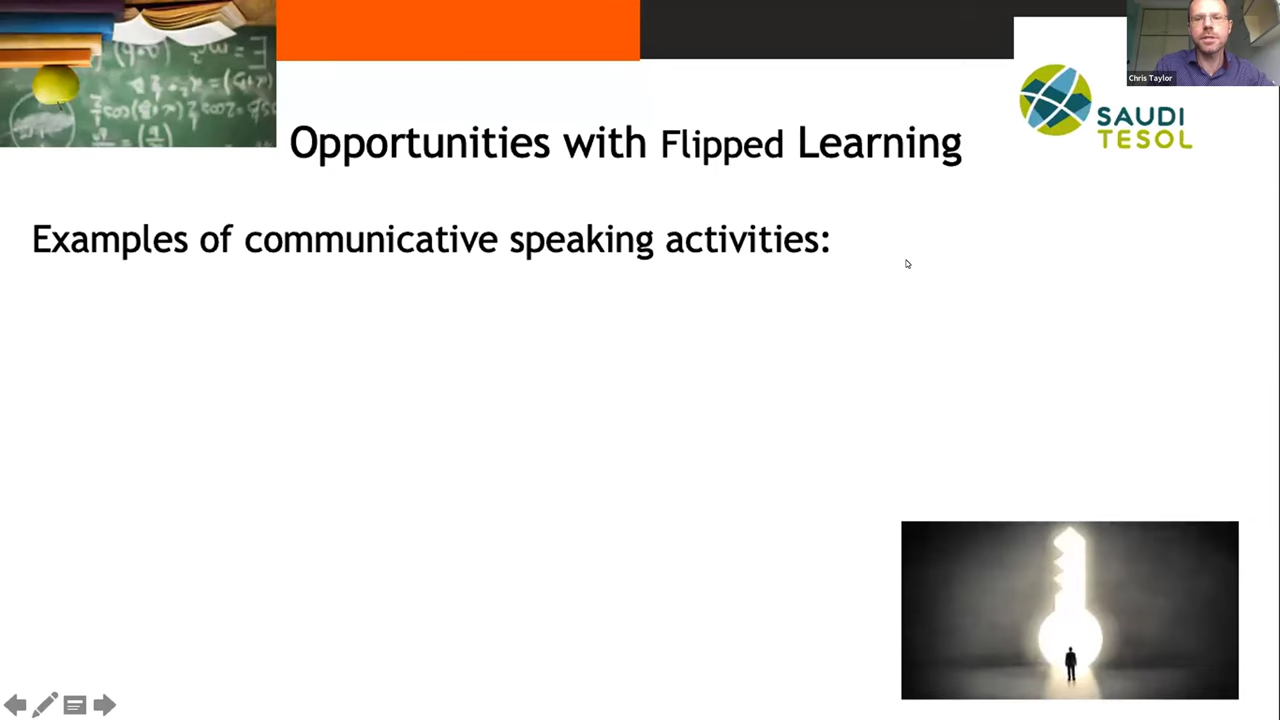 Chris Taylor
SAUDI
TESOL
Opportunities with Flipped Learning
Examples of communicative speaking activities: